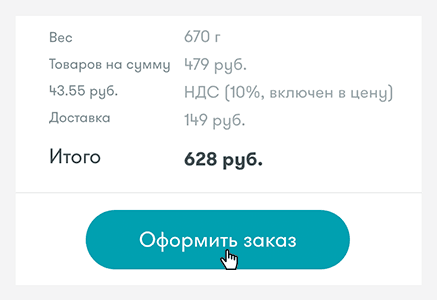 Вес 670 г
Товаров на сумму 479 руб.
43.55 руб. НДС (10%, включен в цену)
Доставка 149 руб.
Итого 628 руб.
Оформить заказ